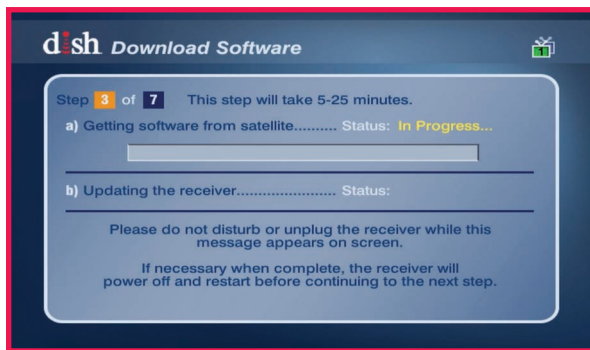 dish Download Software
1
Step 3 of 7 This step will take 5-25 minutes.
a) Getting software from satellite.......... Status: In Progress...
b) Updating the receiver....................... Status:
Please do not disturb or unplug the receiver while this
message appears on screen.
If necessary when complete, the receiver will
power off and restart before continuing to the next step.